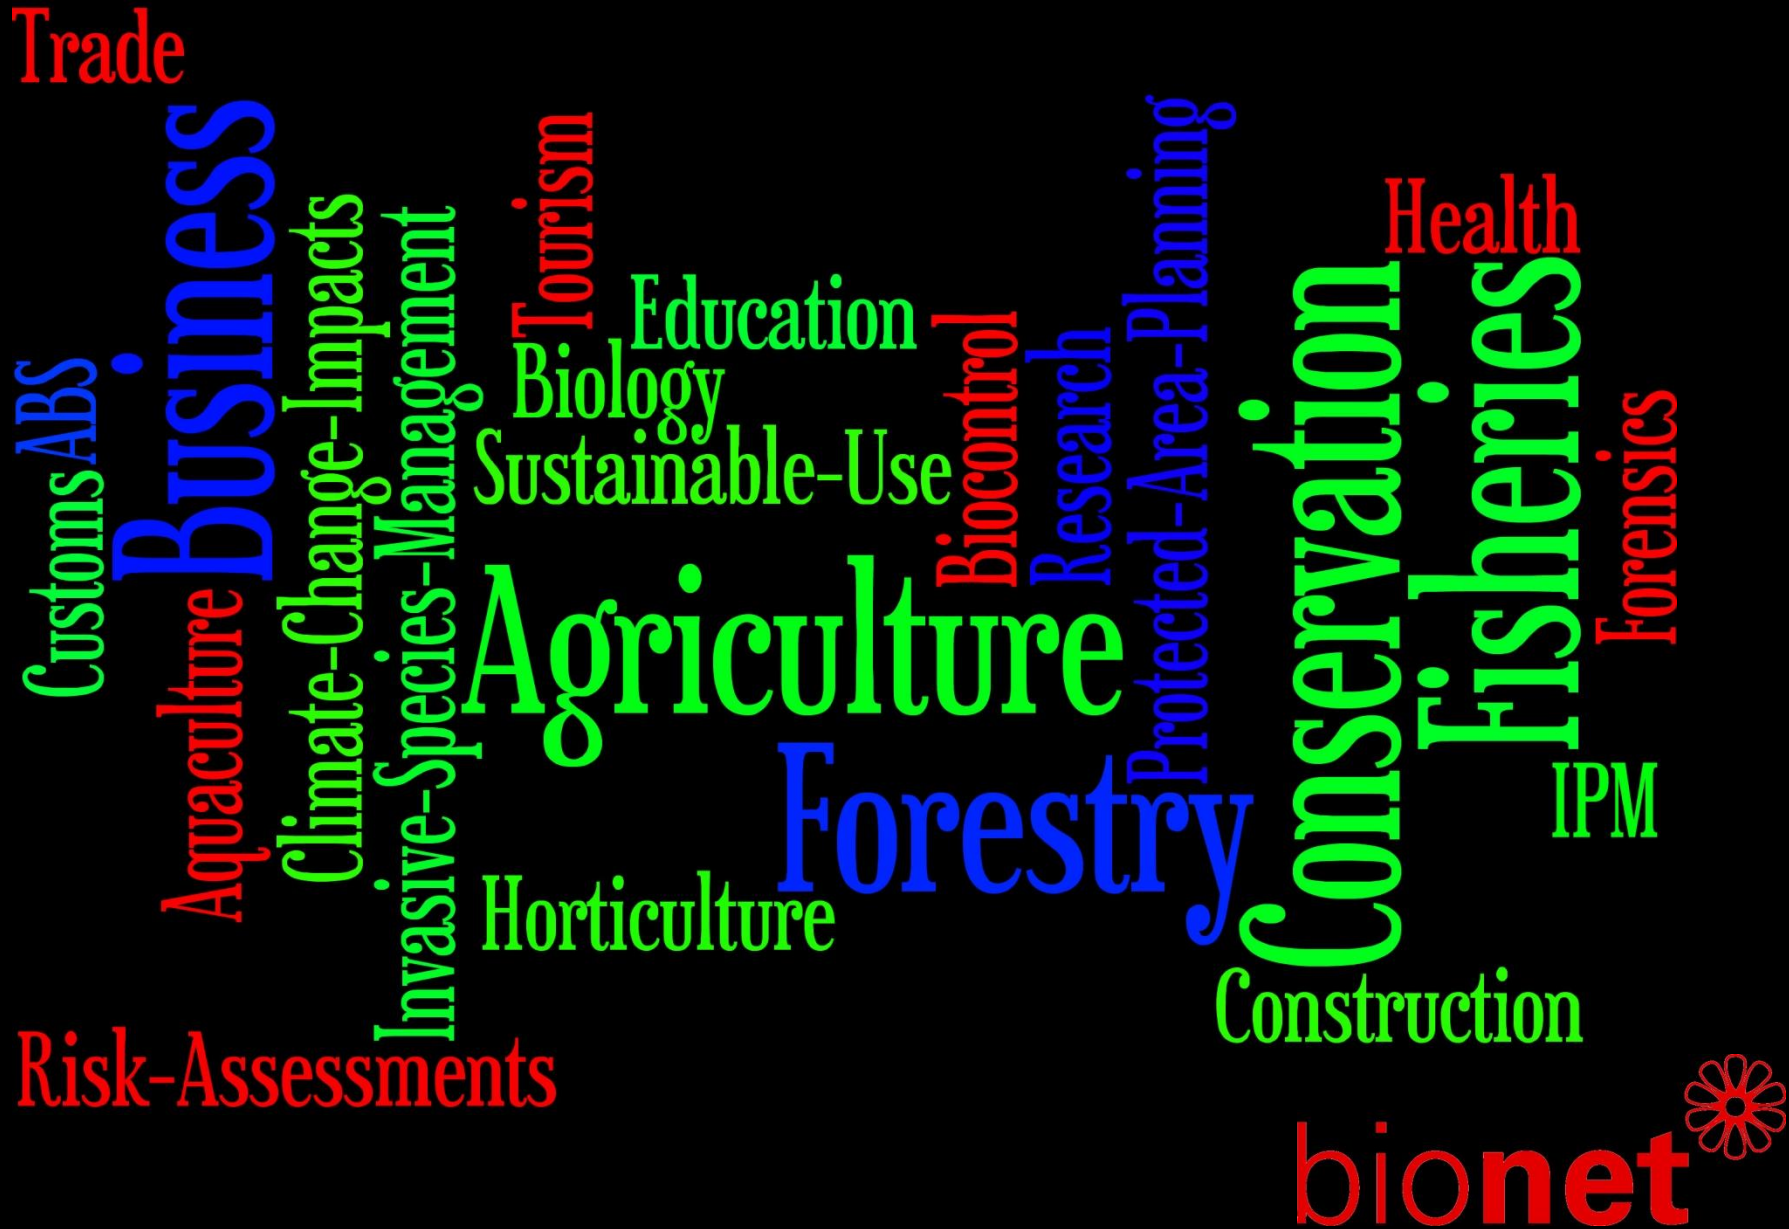 Trade
Business
ABS
Customs
Aquaculture
Climate-Change-Impacts
Invasive-Species-Management
Tourism
Education
Biology
Sustainable-Use
Biocontrol
Research
Protected-Area-Planning
Agriculture
Forestry
Horticulture
Conservation
Health
Fisheries
Forensics
IPM
Construction
Risk-Assessments
bionet